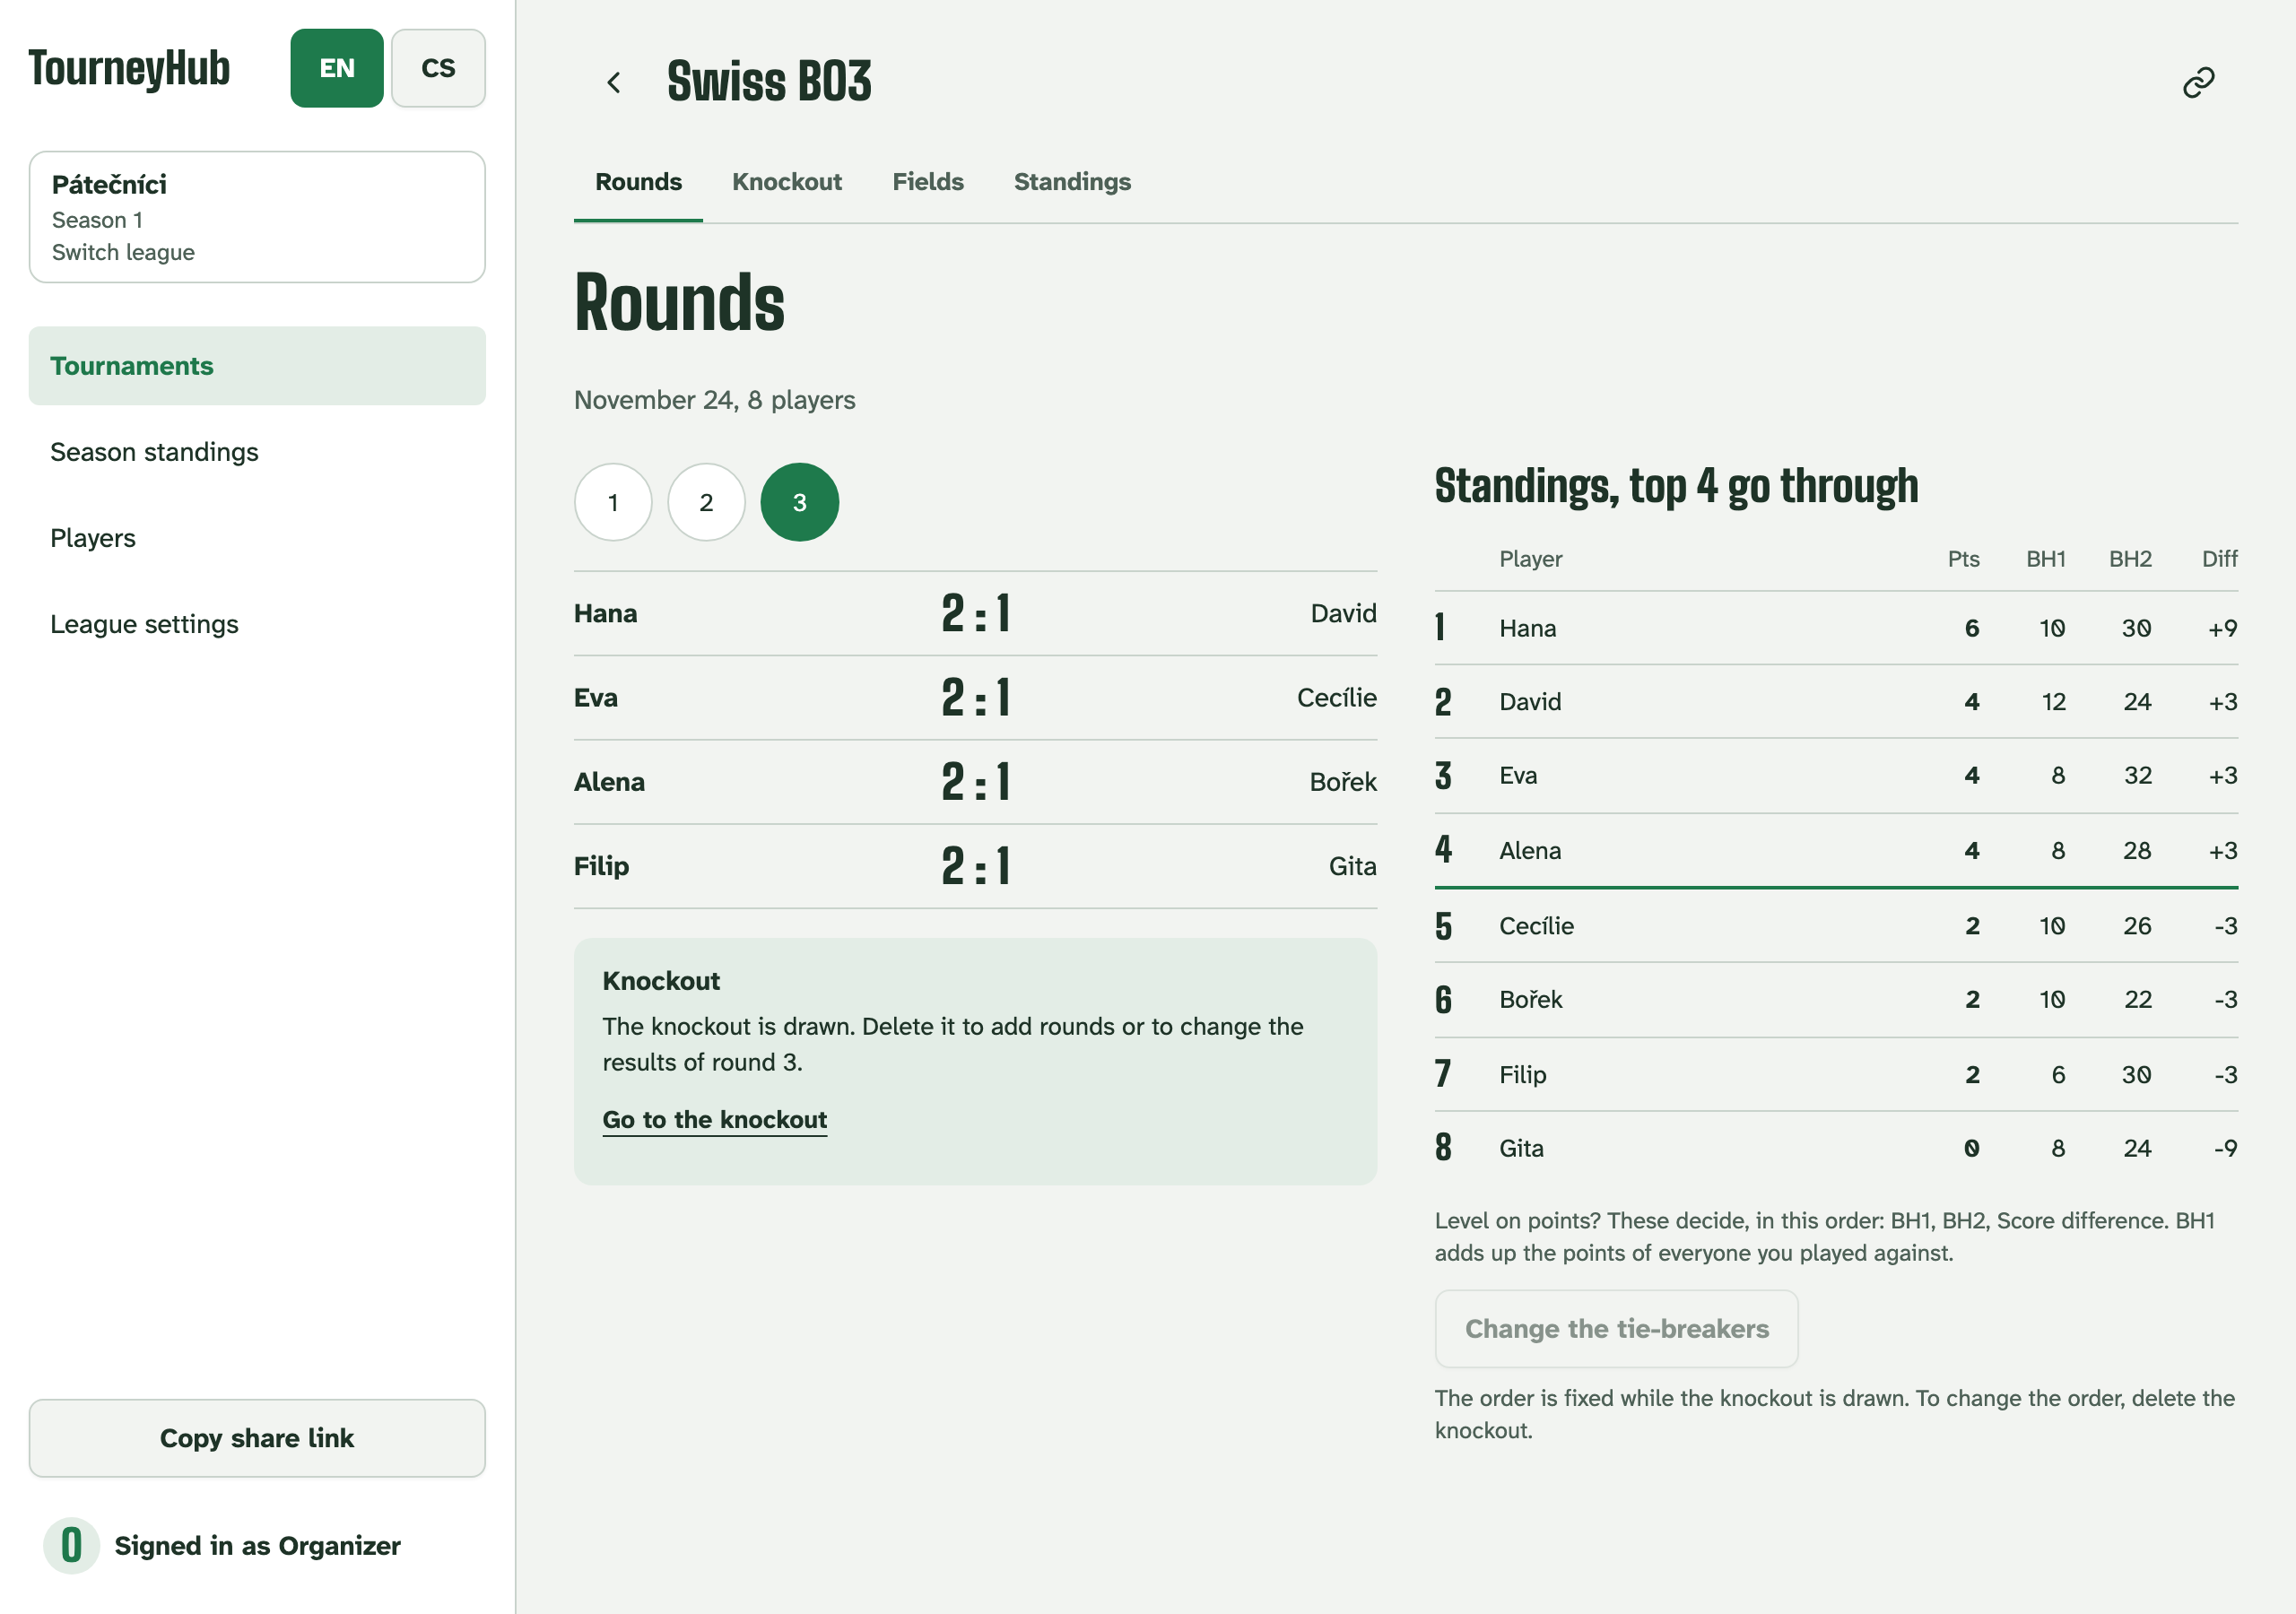 TourneyHub
EN
CS
Pátečníci
Season 1
Switch league
Tournaments
Season standings
Players
League settings
Copy share link
O
Signed in as Organizer
Swiss BO3
Rounds
Knockout
Fields
Standings
Rounds
November 24, 8 players
1 2 3
Hana 2 : 1 David
Eva 2 : 1 Cecílie
Alena 2 : 1 Bořek
Filip 2 : 1 Gita
Knockout
The knockout is drawn. Delete it to add rounds or to change the
results of round 3.
Go to the knockout
Standings, top 4 go through
Player Pts BH1 BH2 Diff
1 Hana 6 10 30 +9
2 David 4 12 24 +3
3 Eva 4 8 32 +3
4 Alena 4 8 28 +3
5 Cecílie 2 10 26 -3
6 Bořek 2 10 22 -3
7 Filip 2 6 30 -3
8 Gita 0 8 24 -9
Level on points? These decide, in this order: BH1, BH2, Score difference. BH1
adds up the points of everyone you played against.
Change the tie-breakers
The order is fixed while the knockout is drawn. To change the order, delete the
knockout.